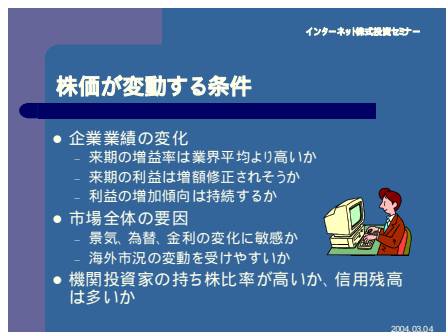 インターネット株式投資セミナー
株価が変動する条件
● 企業業績の変化
– 来期の増益率は業界平均より高いか
– 来期の利益は増額修正されそうか
– 利益の増加傾向は持続するか
● 市場全体の要因
– 景気、為替、金利の変化に敏感か
– 海外市況の変動を受けやすいか
● 機関投資家の持ち株比率が高いか、信用残高
は多いか
2004.03.04